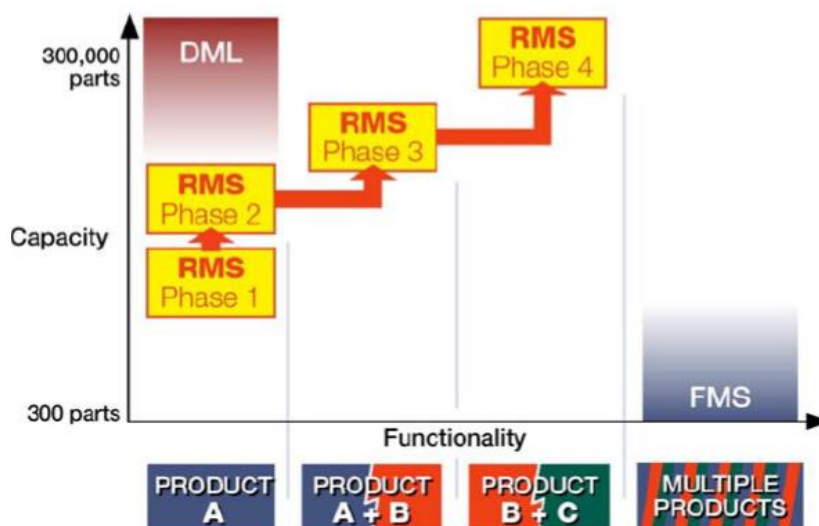 300,000
parts
DML
RMS
Phase 4
RMS
Phase 3
RMS
Phase 2
Capacity
RMS
Phase 1
300 parts
FMS
Functionality
PRODUCT
A
PRODUCT
A + B
PRODUCT
B + C
MULTIPLE
PRODUCTS